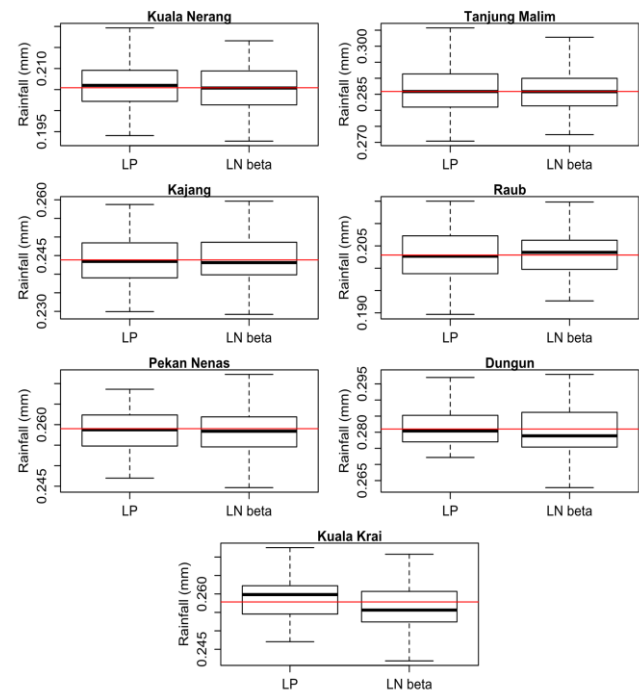 Kuala Nerang
Rainfall (mm)
0.210
0.195
LP
LN beta
Tanjung Malim
Rainfall (mm)
0.300
0.285
0.270
LP
LN beta
Kajang
Rainfall (mm)
0.260
0.245
0.230
LP
LN beta
Raub
Rainfall (mm)
0.205
0.190
LP
LN beta
Pekan Nenas
Rainfall (mm)
0.260
0.245
LP
LN beta
Dungun
Rainfall (mm)
0.295
0.280
0.265
LP
LN beta
Kuala Krai
Rainfall (mm)
0.260
0.245
LP
LN beta